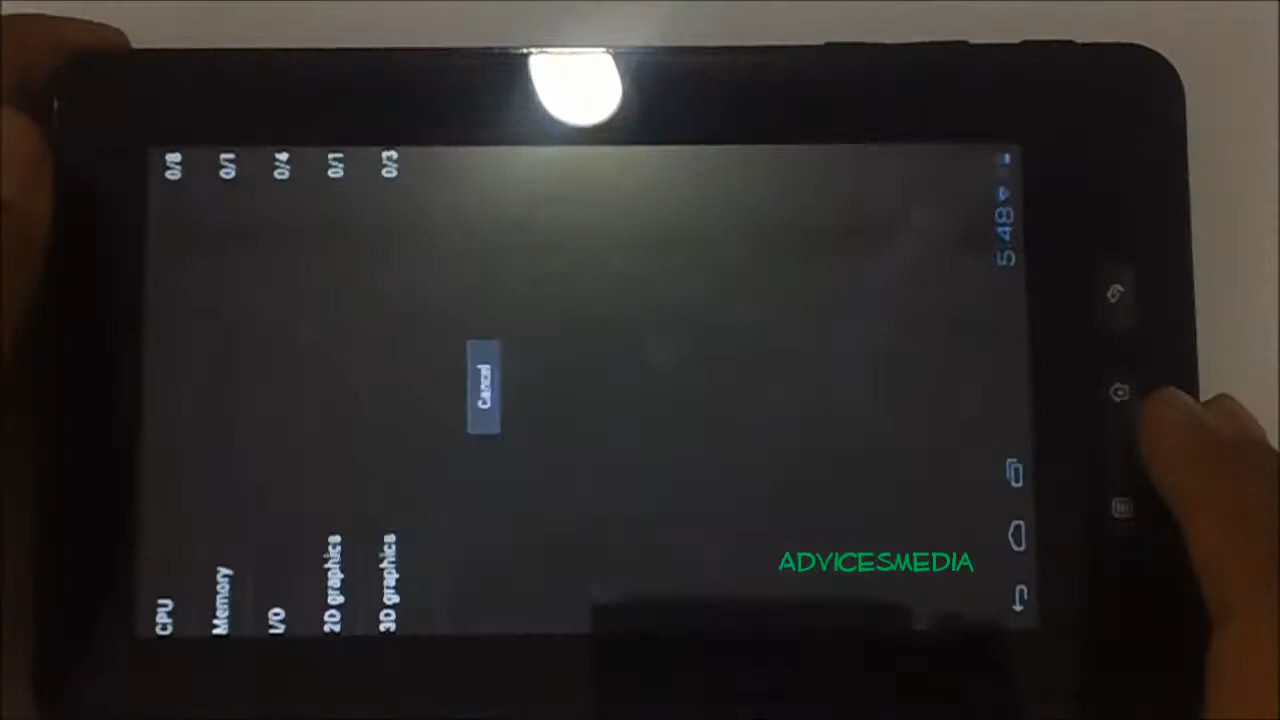 CPU 0/8
Memory 0/1
I/O 0/4
2D graphics 0/1
3D graphics 0/3
Cancel
5:48
ADVICESMEDIA